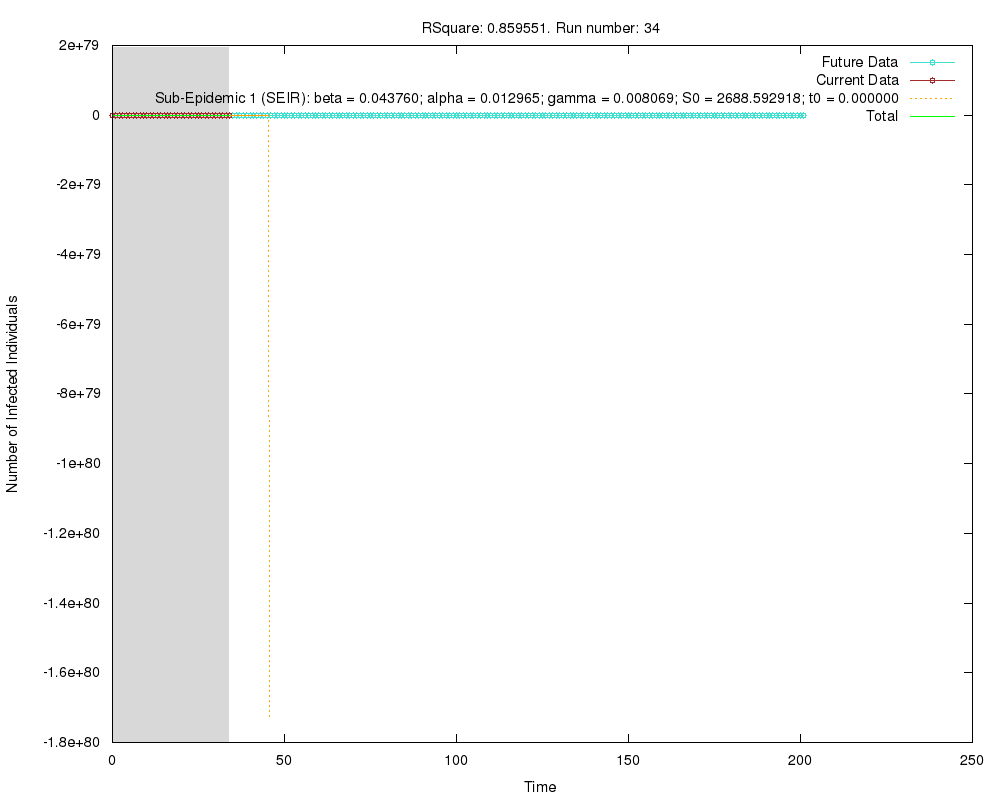 RSquare: 0.859551. Run number: 34
2e+79
0
-2e+79
-4e+79
-6e+79
-8e+79
-1e+80
-1.2e+80
-1.4e+80
-1.6e+80
-1.8e+80
Number of Infected Individuals
Future Data
Current Data
Sub-Epidemic 1 (SEIR): beta = 0.043760; alpha = 0.012965; gamma = 0.008069; S0 = 2688.592918; t0 = 0.000000
Total
0 50 100 150 200 250
Time